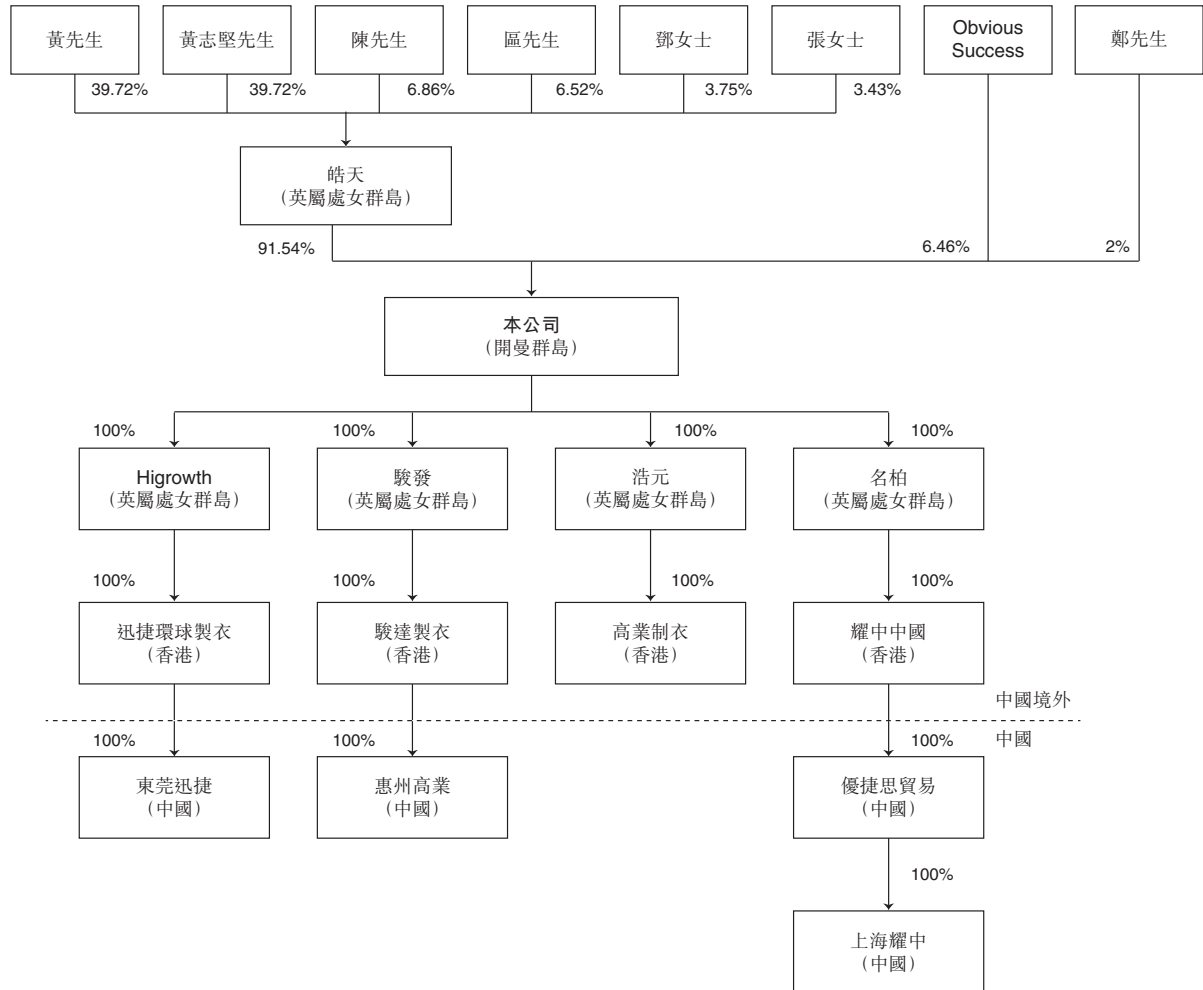 黃先生
黃志堅先生
陳先生
區先生
鄧女士
張女士
Obvious
Success
鄭先生
39.72%
39.72%
6.86%
6.52%
3.75%
3.43%
皓天
(英屬處女群島)
91.54%
6.46%
2%
本公司
(開曼群島)
100%
100%
100%
100%
Higrowth
(英屬處女群島)
駿發
(英屬處女群島)
浩元
(英屬處女群島)
名柏
(英屬處女群島)
100%
100%
100%
100%
迅捷環球製衣
(香港)
駿達製衣
(香港)
高業制衣
(香港)
耀中中國
(香港)
中國境外
中國
100%
100%
100%
東莞迅捷
(中國)
惠州高業
(中國)
優捷思貿易
(中國)
100%
上海耀中
(中國)